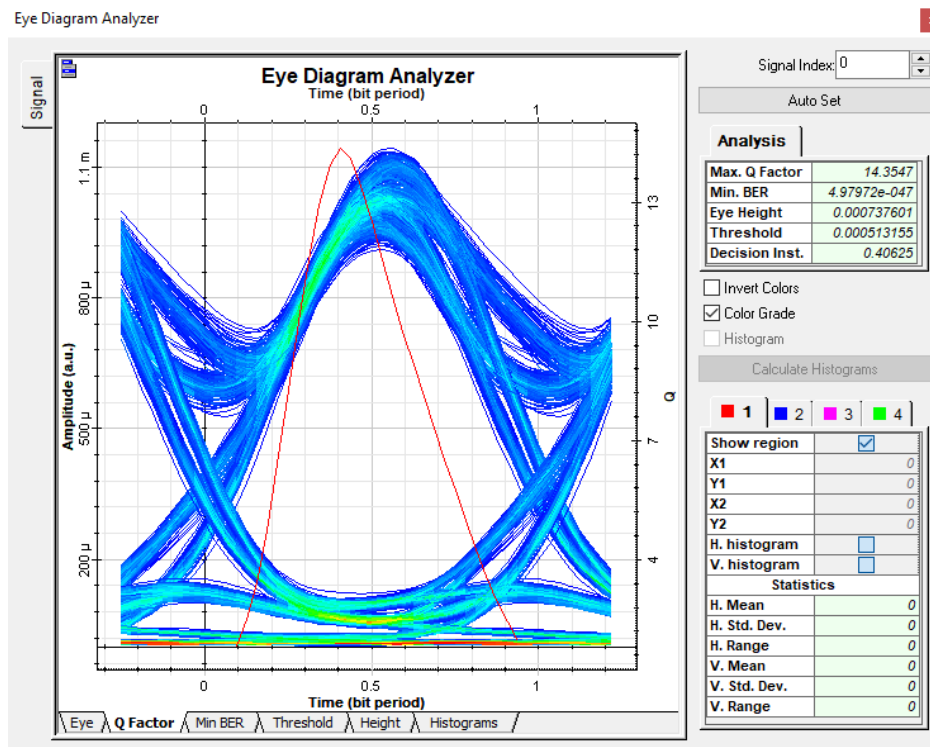 Eye Diagram Analyzer
Signal
Eye Diagram Analyzer
Time (bit period)
0 0.5 1
Amplitude (a.u.)
1.1 m
800 µ
500 µ
200 µ
13
10
7
4
Q
0 0.5 1
Time (bit period)
Eye Q Factor Min BER Threshold Height Histograms
Signal Index: 0
Auto Set
Analysis
Max. Q Factor 14.3547
Min. BER 4.97972e-047
Eye Height 0.000737601
Threshold 0.000513155
Decision Inst. 0.40625
Invert Colors
Color Grade
Histogram
Calculate Histograms
1 2 3 4
Show region
X1 0
Y1 0
X2 0
Y2 0
H. histogram
V. histogram
Statistics
H. Mean 0
H. Std. Dev. 0
H. Range 0
V. Mean 0
V. Std. Dev. 0
V. Range 0